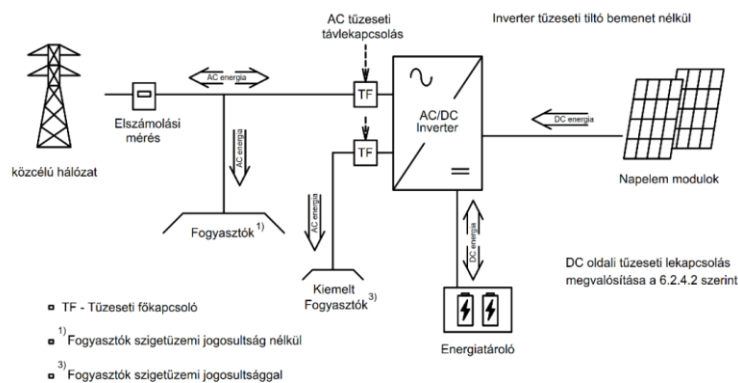 AC tűzeseti
távlekapcsolás
Inverter tűzeseti tiltó bemenet nélkül
AC energia
TF
AC/DC
Inverter
DC energia
Elszámolási
mérés
közcélú hálózat
AC energia
TF
AC energia
Napelem modulok
Fogyasztók 1)
DC energia
Kiemelt
Fogyasztók 3)
DC oldali tűzeseti lekapcsolás
megvalósítása a 6.2.4.2 szerint
Energiatároló
TF - Tűzeseti főkapcsoló
1) Fogyasztók szigetüzemi jogosultság nélkül
3) Fogyasztók szigetüzemi jogosultsággal